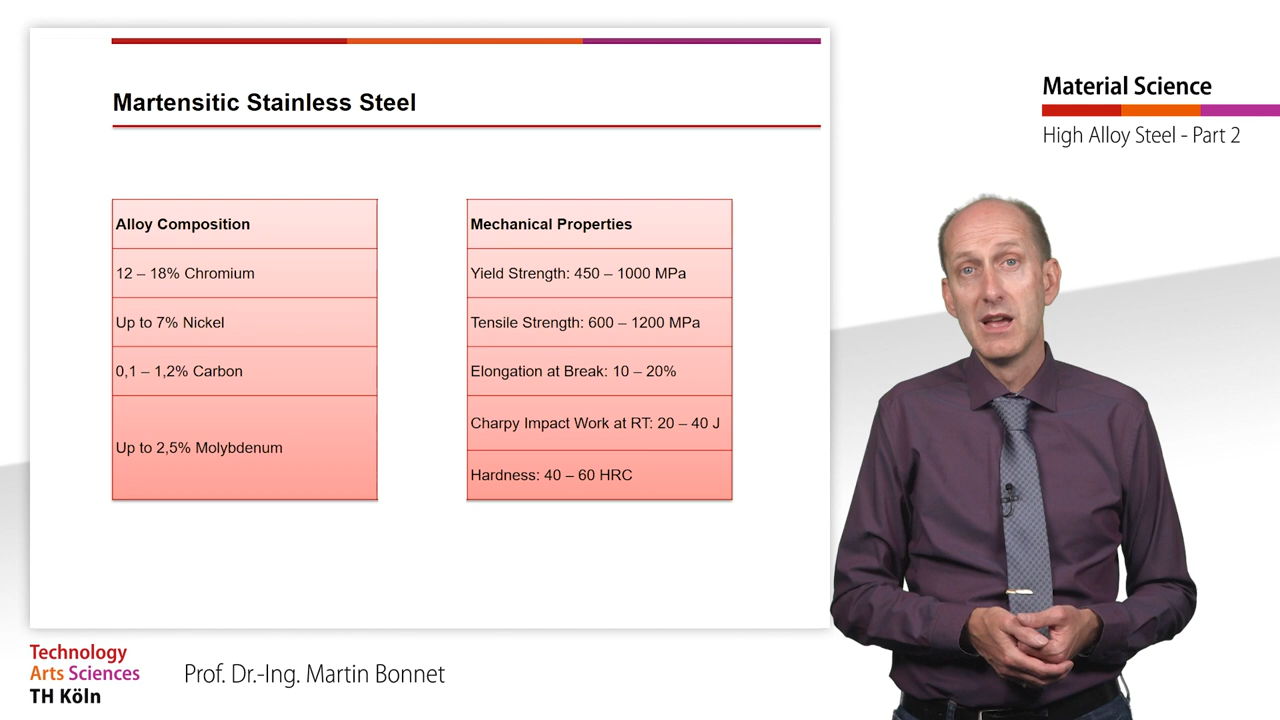 Martensitic Stainless Steel
Alloy Composition
12 – 18% Chromium
Up to 7% Nickel
0,1 – 1,2% Carbon
Up to 2,5% Molybdenum
Mechanical Properties
Yield Strength: 450 – 1000 MPa
Tensile Strength: 600 – 1200 MPa
Elongation at Break: 10 – 20%
Charpy Impact Work at RT: 20 – 40 J
Hardness: 40 – 60 HRC
Material Science
High Alloy Steel - Part 2
Technology
Arts Sciences
TH Köln
Prof. Dr.-Ing. Martin Bonnet